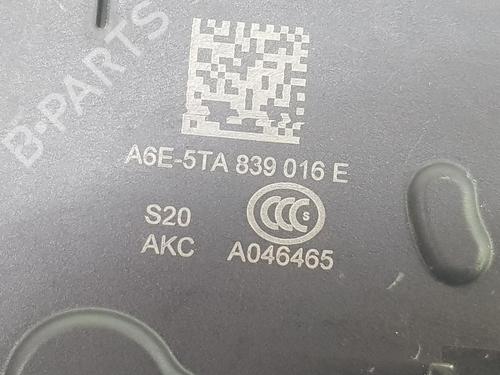 B-PARTS
A6E-5TA 839 016 E
S20
CCC S
AKC A046465